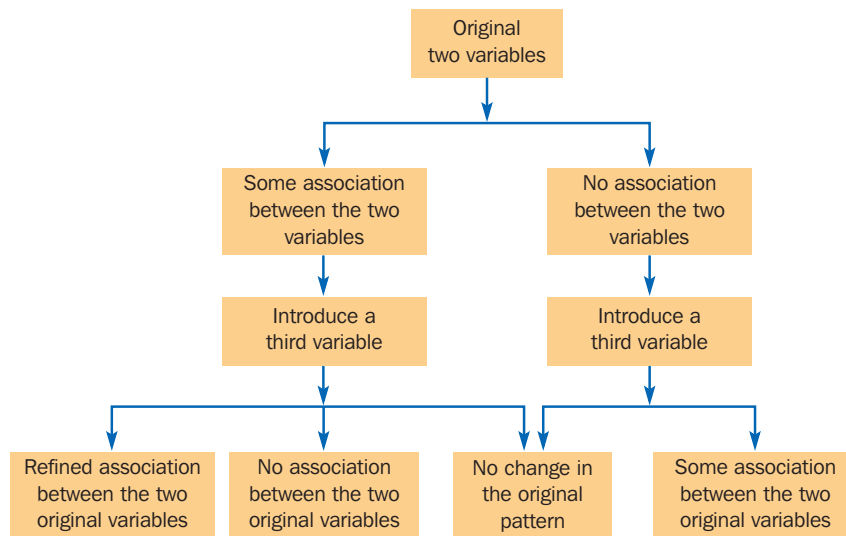 Original
two variables
Some association
between the two
variables
No association
between the two
variables
Introduce a
third variable
Introduce a
third variable
Refined association
between the two
original variables
No association
between the two
original variables
No change in
the original
pattern
Some association
between the two
original variables